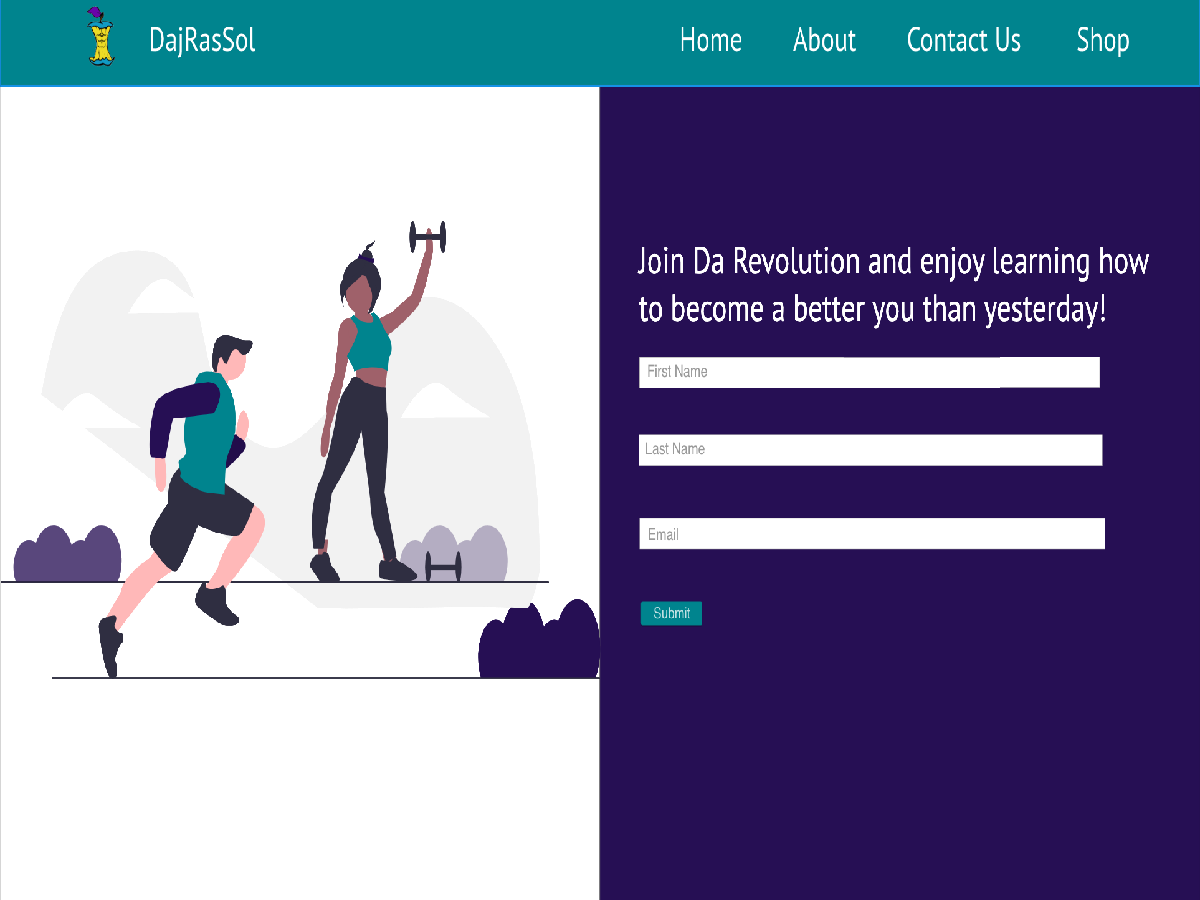 DajRasSol
Home
About
Contact Us
Shop
Join Da Revolution and enjoy learning how
to become a better you than yesterday!
First Name
Last Name
Email
Submit